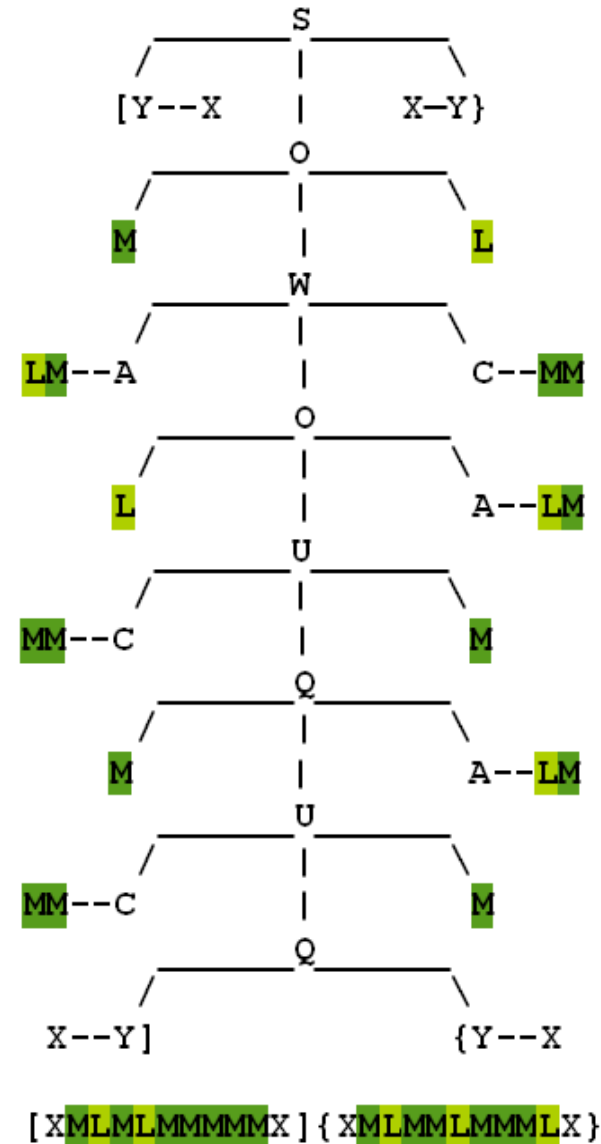 S
[Y--X X—Y}
O
M L
W
LM--A C--MM
O
L A--LM
U
MM--C M
Q
M A--LM
U
MM--C M
Q
X--Y] {Y--X
[XMLMLMMMMMX]{XMLMMLMMMLX}